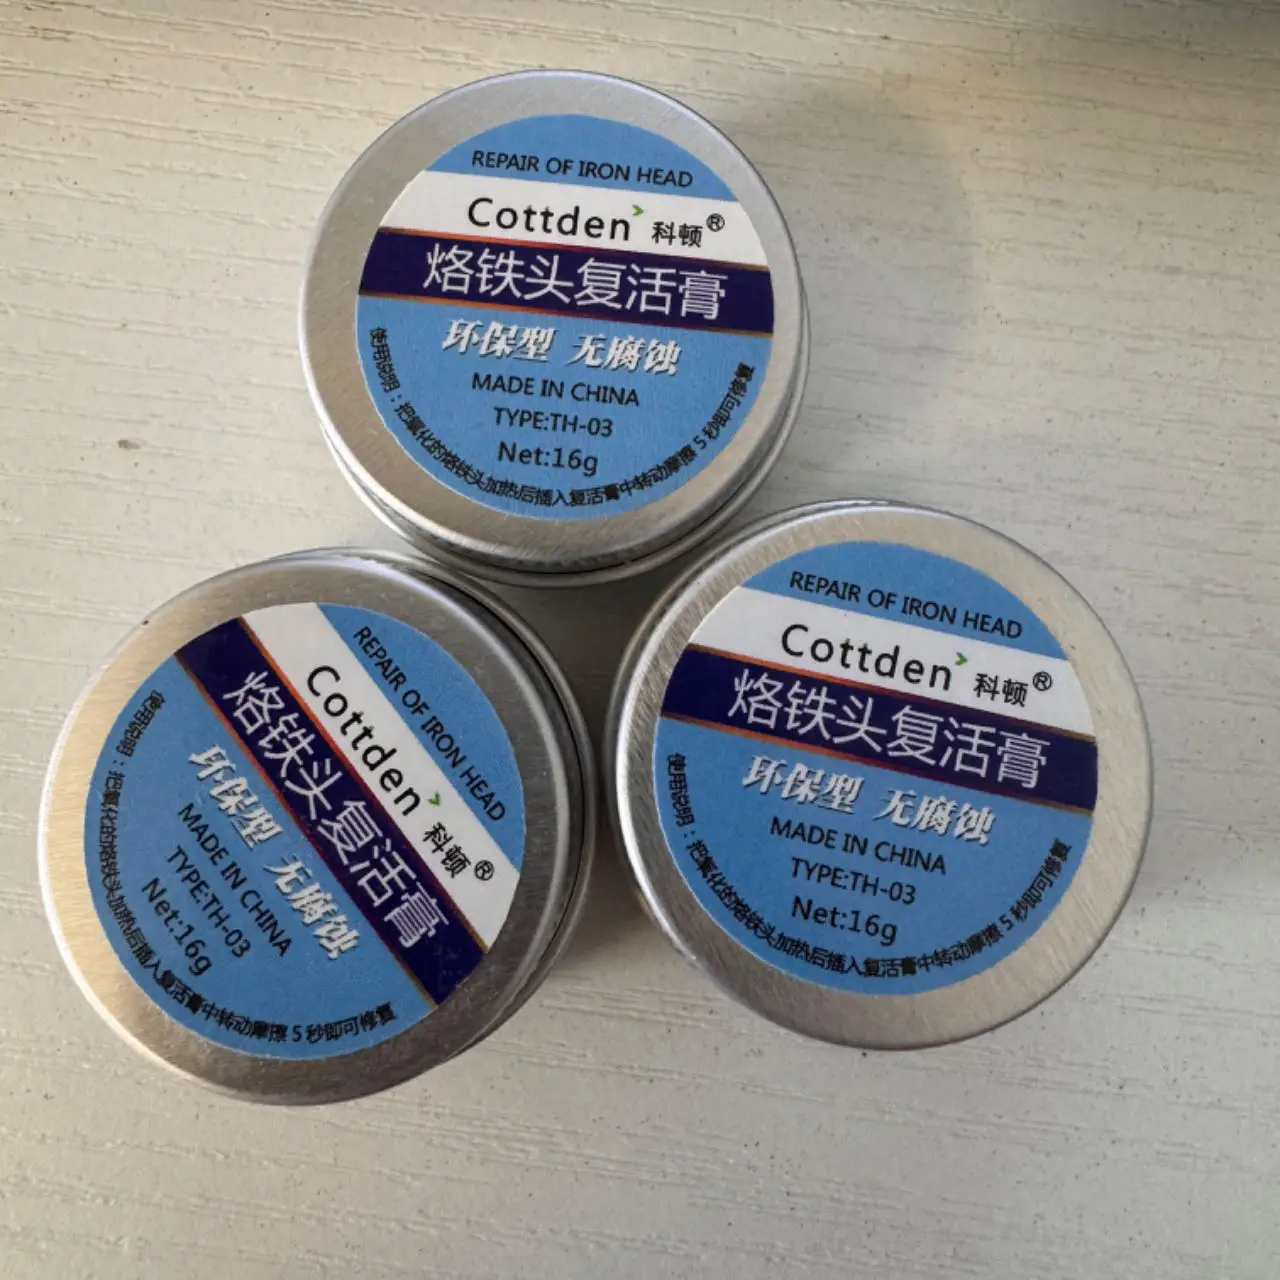 REPAIR OF IRON HEAD
Cottden 科顿®
烙铁头复活膏
环保型 无腐蚀
MADE IN CHINA
TYPE:TH-03
Net:16g
使用说明：把氧化的烙铁头加热后插入复活膏中转动摩擦 5 秒即可修复
REPAIR OF IRON HEAD
Cottden 科顿®
烙铁头复活膏
环保型 无腐蚀
MADE IN CHINA
TYPE:TH-03
Net:16g
使用说明：把氧化的烙铁头加热后插入复活膏中转动摩擦 5 秒即可修复
REPAIR OF IRON HEAD
Cottden 科顿®
烙铁头复活膏
环保型 无腐蚀
MADE IN CHINA
TYPE:TH-03
Net:16g
使用说明：把氧化的烙铁头加热后插入复活膏中转动摩擦 5 秒即可修复